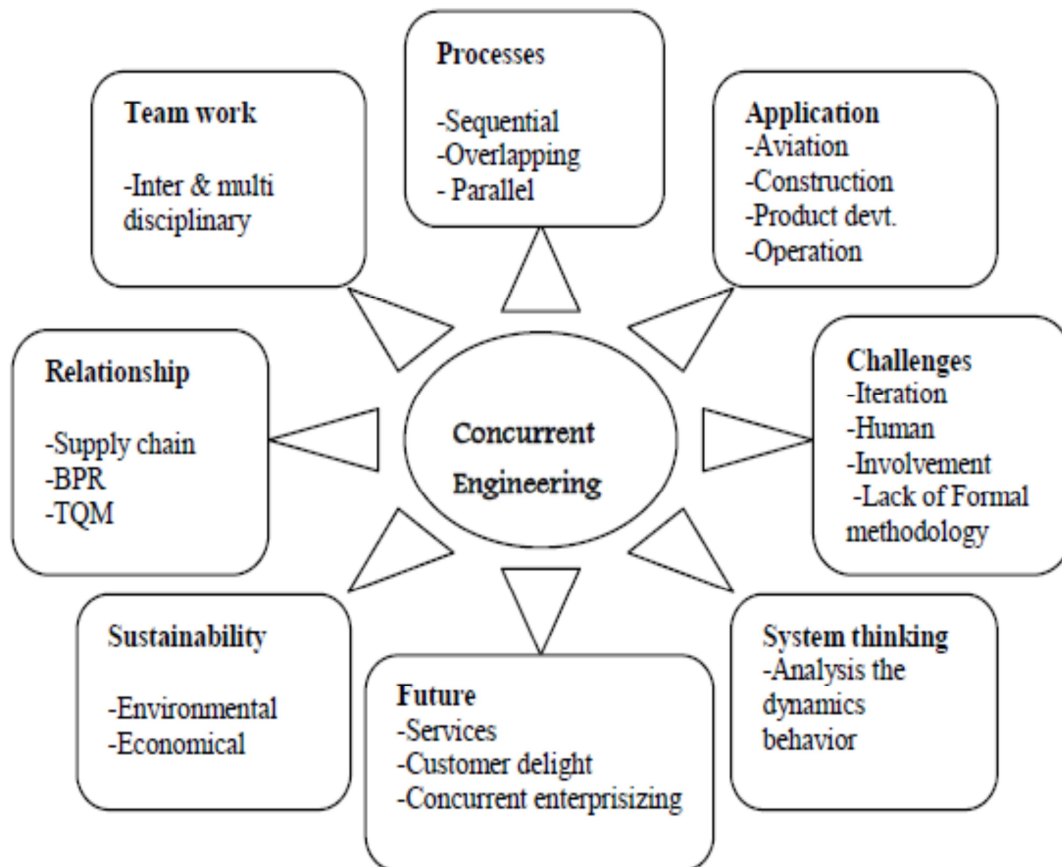 Processes
-Sequential
-Overlapping
- Parallel
Team work
-Inter & multi
disciplinary
Application
-Aviation
-Construction
-Product devt.
-Operation
Relationship
-Supply chain
-BPR
-TQM
Concurrent
Engineering
Challenges
-Iteration
-Human
-Involvement
-Lack of Formal
methodology
Sustainability
-Environmental
-Economical
Future
-Services
-Customer delight
-Concurrent enterprisizing
System thinking
-Analysis the
dynamics
behavior